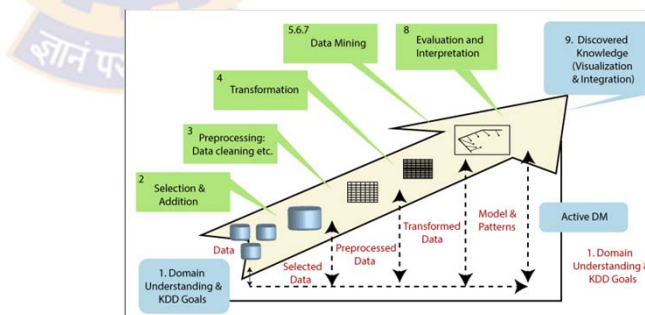 ज्ञानं
5.6.7
Data Mining
8
Evaluation and
Interpretation
9. Discovered
Knowledge
(Visualization
& Integration)
4
Transformation
3
Preprocessing:
Data cleaning etc.
2
Selection &
Addition
Data
Selected
Data
Preprocessed
Data
Transformed
Data
Model &
Patterns
Active DM
1. Domain
Understanding &
KDD Goals
1. Domain
Understanding &
KDD Goals